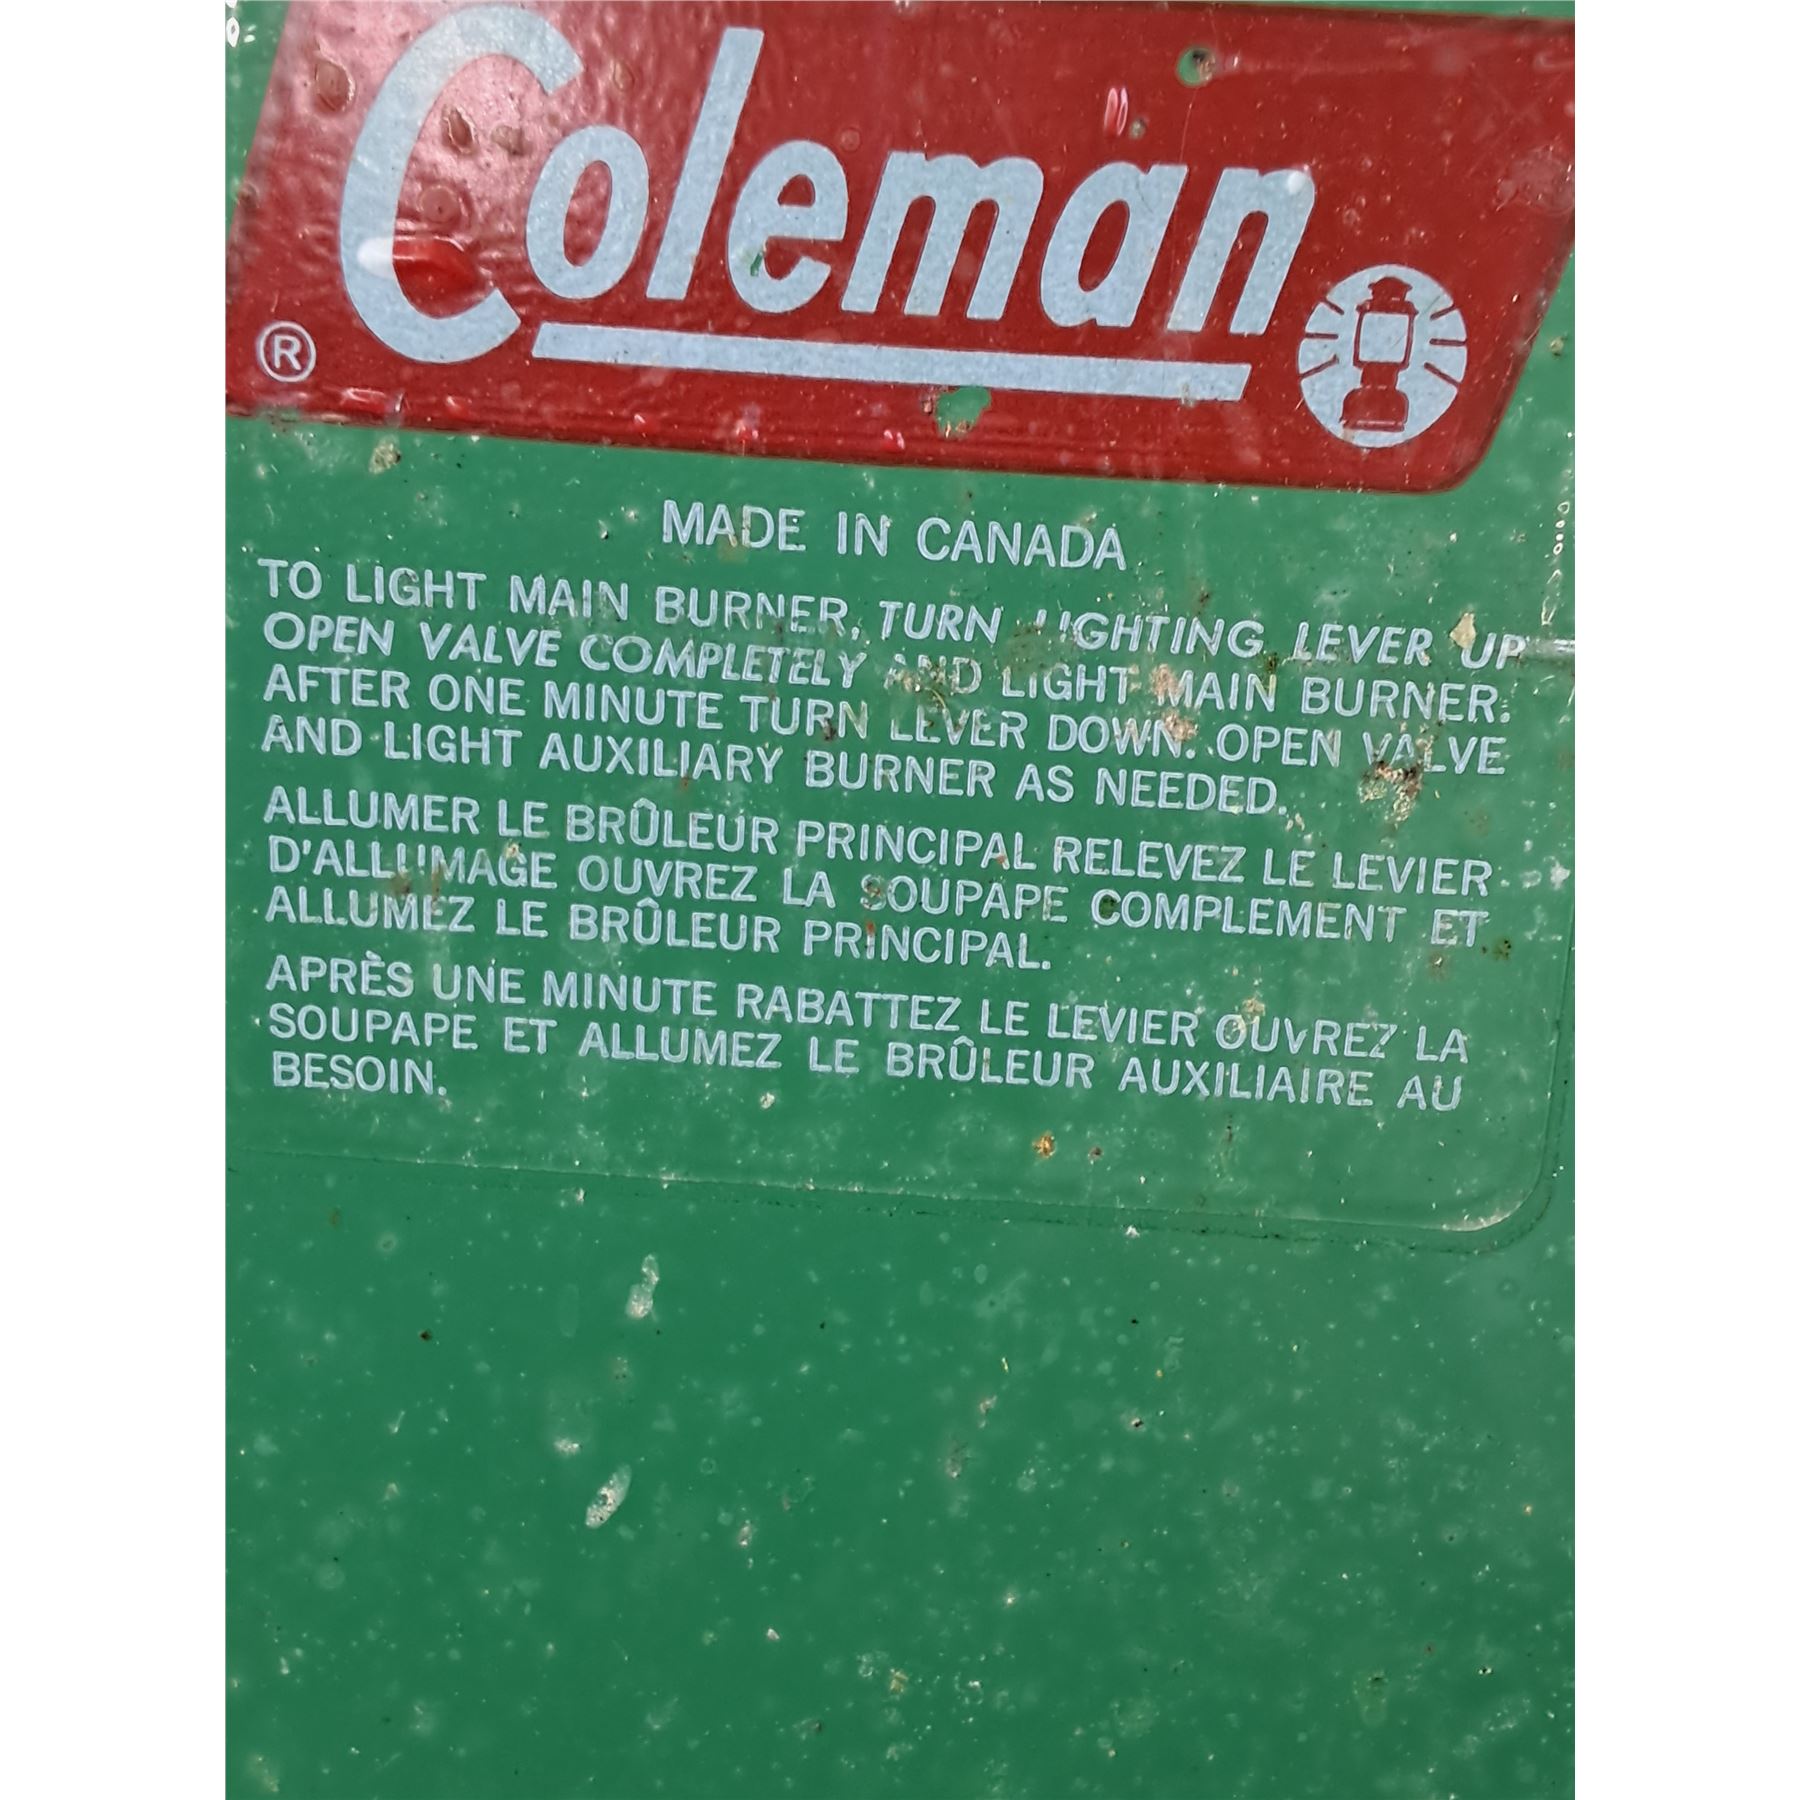 Coleman
®
MADE IN CANADA
TO LIGHT MAIN BURNER, TURN LIGHTING LEVER UP
OPEN VALVE COMPLETELY AND LIGHT MAIN BURNER.
AFTER ONE MINUTE TURN LEVER DOWN. OPEN VALVE
AND LIGHT AUXILIARY BURNER AS NEEDED.
ALLUMER LE BRÛLEUR PRINCIPAL RELEVEZ LE LEVIER
D'ALLUMAGE OUVREZ LA SOUPAPE COMPLEMENT ET
ALLUMEZ LE BRÛLEUR PRINCIPAL.
APRÈS UNE MINUTE RABATTEZ LE LEVIER OUVREZ LA
SOUPAPE ET ALLUMEZ LE BRÛLEUR AUXILIAIRE AU
BESOIN.